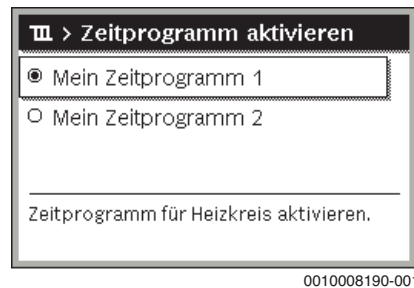 > Zeitprogramm aktivieren
Mein Zeitprogramm 1
Mein Zeitprogramm 2
Zeitprogramm für Heizkreis aktivieren.
0010008190-001